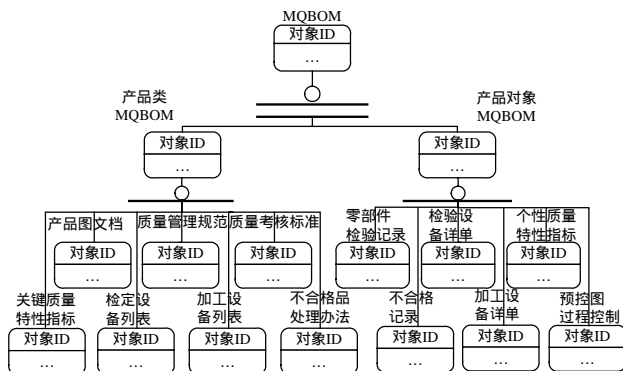 MQBOM
对象ID
…
产品类
MQBOM
产品对象
MQBOM
对象ID
…
对象ID
…
产品图文档
质量管理规范
质量考核标准
零部件
检验记录
检验设
备详单
个性质量
特性指标
对象ID
…
对象ID
…
对象ID
…
对象ID
…
对象ID
…
对象ID
…
关键质量
特性指标
检定设
备列表
加工设
备列表
不合格品
处理办法
不合格
记录
加工设
备详单
预控图
过程控制
对象ID
…
对象ID
…
对象ID
…
对象ID
…
对象ID
…
对象ID
…
对象ID
…